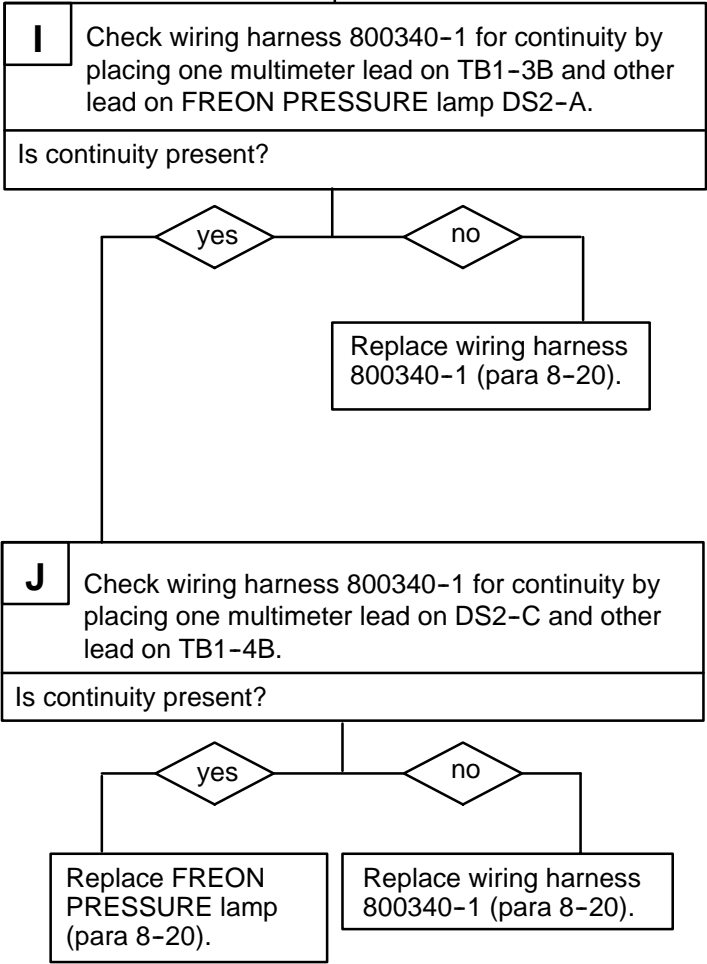 I
Check wiring harness 800340-1 for continuity by
placing one multimeter lead on TB1-3B and other
lead on FREON PRESSURE lamp DS2-A.
Is continuity present?
yes
no
Replace wiring harness
800340-1 (para 8-20).
J
Check wiring harness 800340-1 for continuity by
placing one multimeter lead on DS2-C and other
lead on TB1-4B.
Is continuity present?
yes
no
Replace FREON
PRESSURE lamp
(para 8-20).
Replace wiring harness
800340-1 (para 8-20).